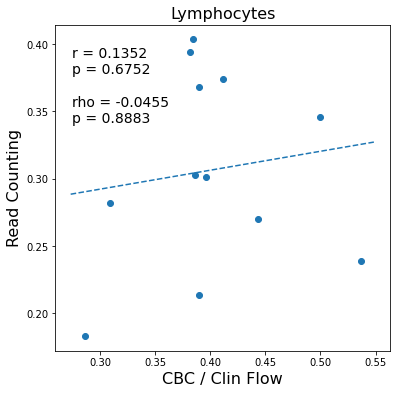 Lymphocytes
r = 0.1352
p = 0.6752
rho = -0.0455
p = 0.8883
Read Counting
0.40
0.35
0.30
0.25
0.20
0.30 0.35 0.40 0.45 0.50 0.55
CBC / Clin Flow